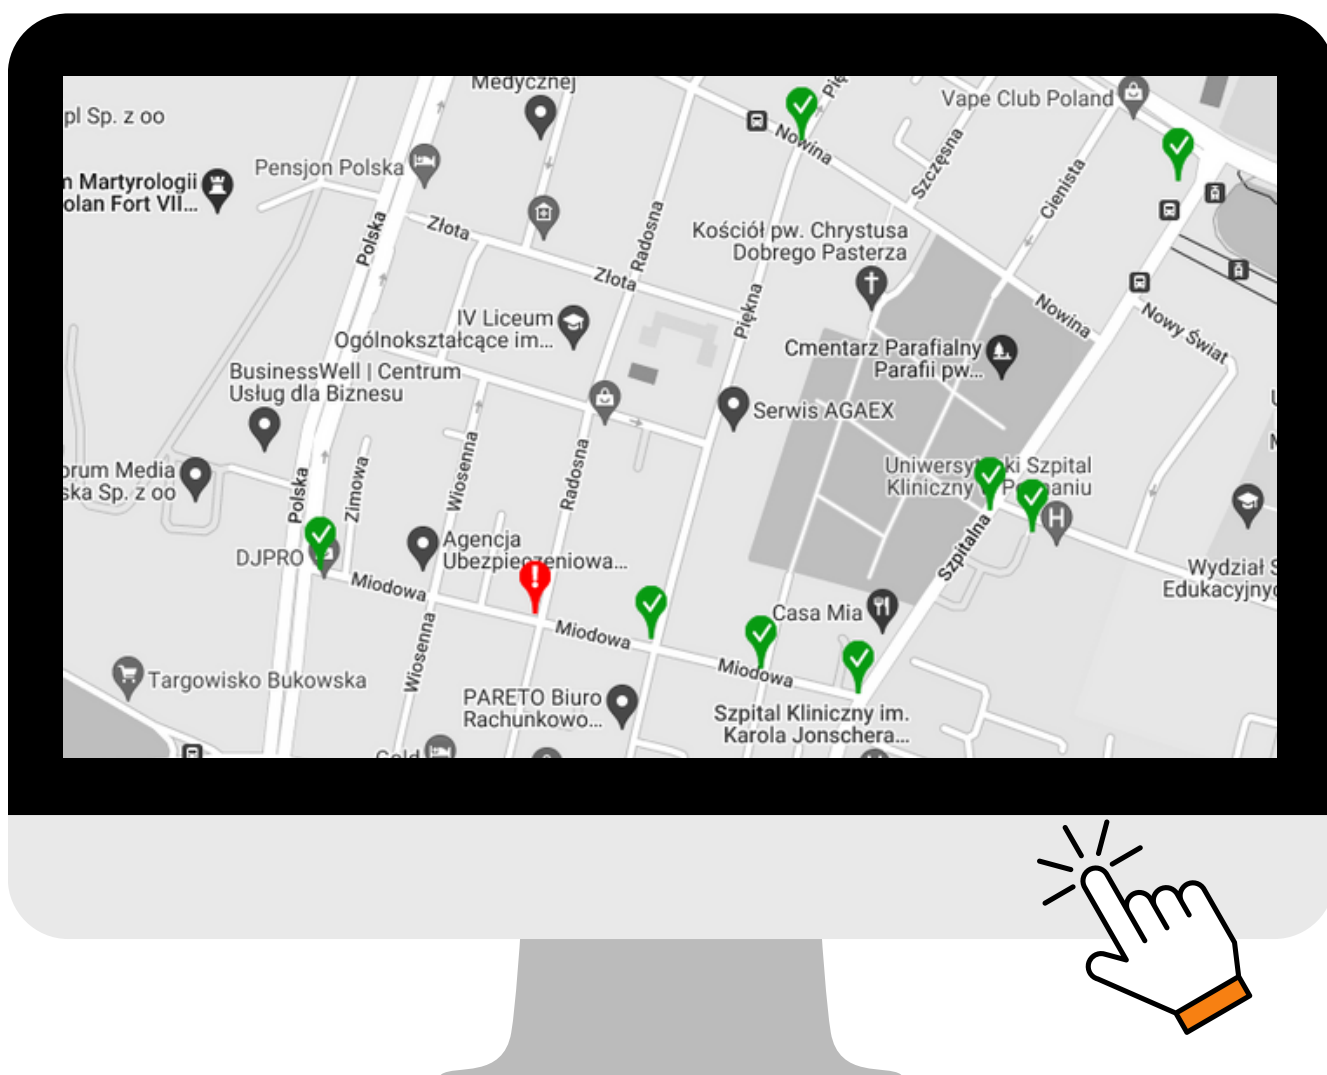 Medycznej
Pię
pl Sp. z oo
Vape Club Poland
Nowina
Pensjon Polska
Szczęsna
Cienista
n Martyrologii
olan Fort VII...
Polska
Złota
Radosna
Kościół pw. Chrystusa
Dobrego Pasterza
Złota
Piękna
Nowina
Nowy Świat
IV Liceum
Ogólnokształcące im...
Cmentarz Parafialny
Parafii pw...
BusinessWell | Centrum
Usług dla Biznesu
Serwis AGAEX
Polska
Zimowa
Wiosenna
Radosna
orum Media
ska Sp. z oo
Kliniczny
ki Szpital
H
Szpitalna
DJPRO
Agencja
Ubezpieczeniowa...
Miodowa
Wydział S
Edukacyjny
Casa Mia
Miodowa
Wiosenna
Miodowa
Targowisko Bukowska
PARETO Biuro
Rachunkowo...
Szpital Kliniczny im.
Karola Jonschera...
Gold